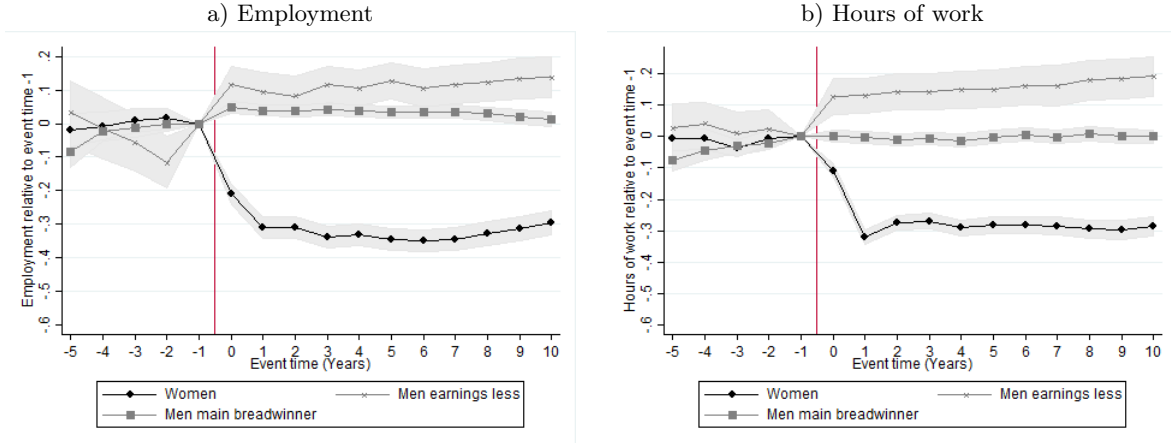 a) Employment
Employment relative to event time -1
.2
.1
0
-.1
-.2
-.3
-.4
-.5
-.6
-5 -4 -3 -2 -1 0 1 2 3 4 5 6 7 8 9 10
Event time (Years)
Women Men earnings less
Men main breadwinner
b) Hours of work
Hours of work relative to event time -1
.2
.1
0
-.1
-.2
-.3
-.4
-.5
-.6
-5 -4 -3 -2 -1 0 1 2 3 4 5 6 7 8 9 10
Event time (Years)
Women Men earnings less
Men main breadwinner